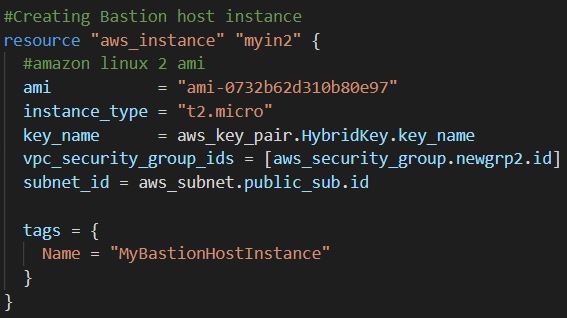 #Creating Bastion host instance
resource "aws_instance" "myin2" {
  #amazon linux 2 ami
  ami           = "ami-0732b62d310b80e97"
  instance_type = "t2.micro"
  key_name      = aws_key_pair.HybridKey.key_name
  vpc_security_group_ids = [aws_security_group.newgrp2.id]
  subnet_id = aws_subnet.public_sub.id

  tags = {
    Name = "MyBastionHostInstance"
  }
}